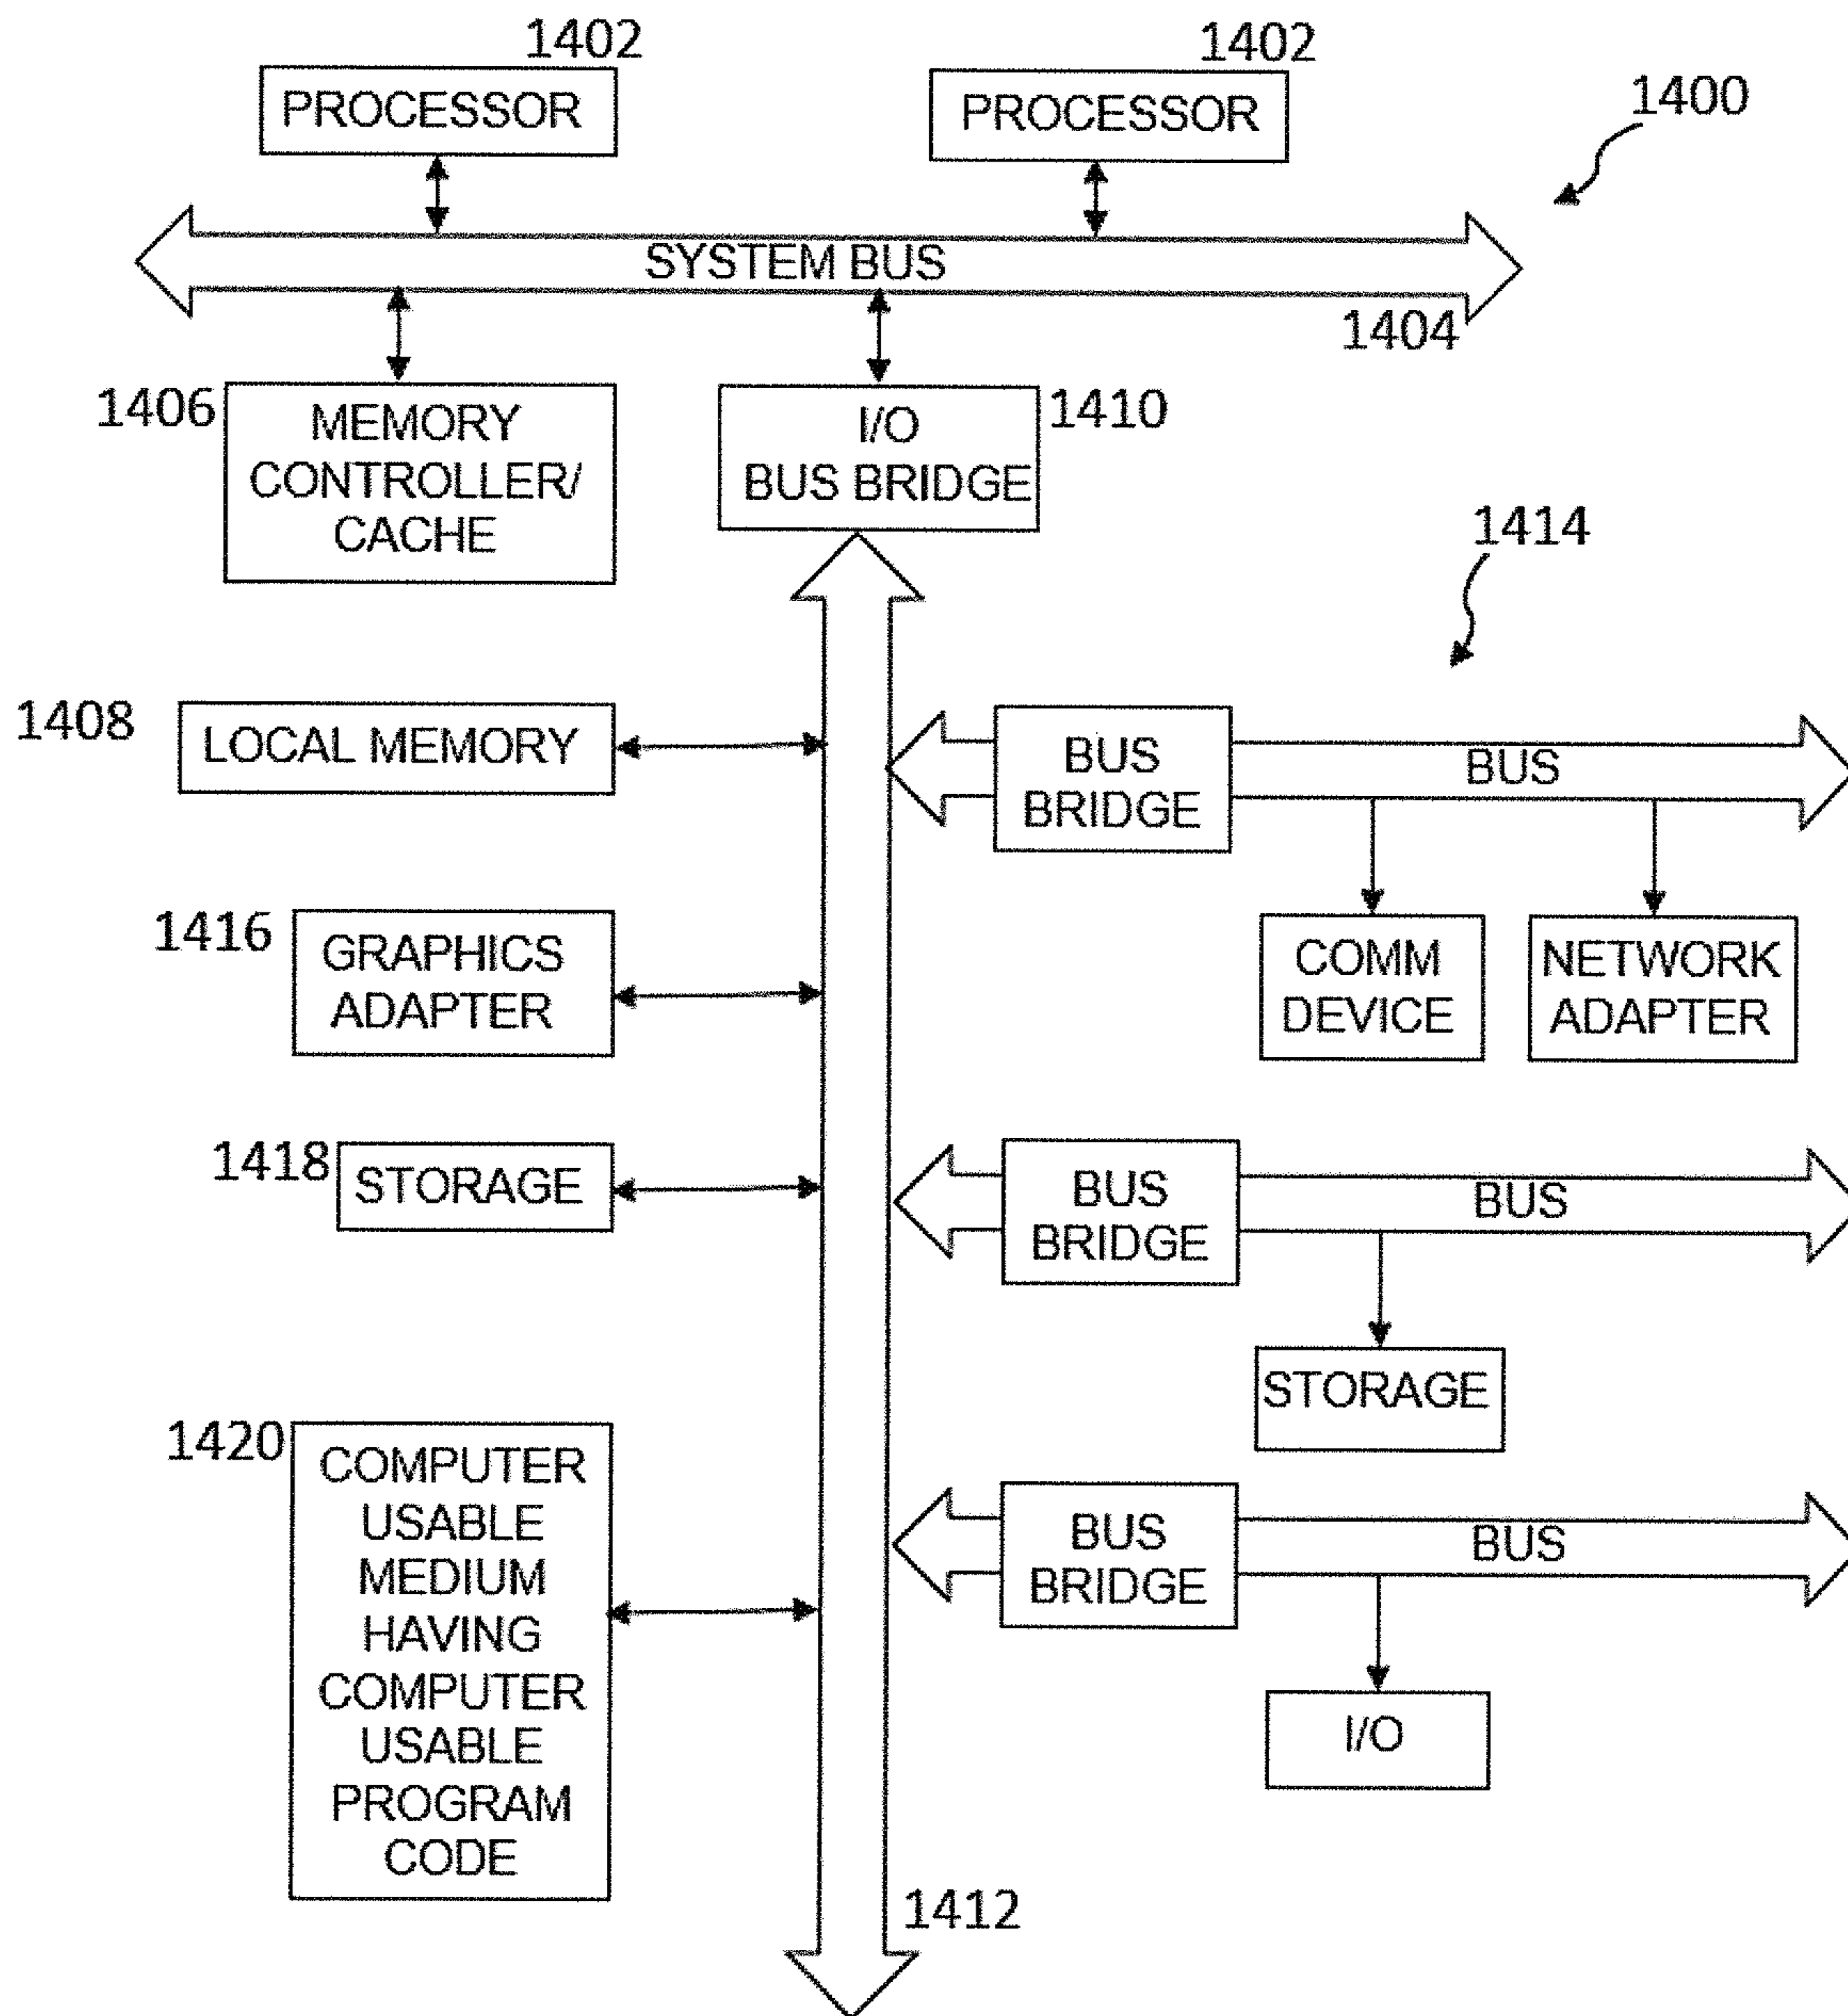 1402
1402
PROCESSOR
PROCESSOR
1400
SYSTEM BUS
1404
1406
MEMORY
CONTROLLER/
CACHE
I/O
BUS BRIDGE
1410
1414
1408
LOCAL MEMORY
BUS
BRIDGE
BUS
1416
GRAPHICS
ADAPTER
COMM
DEVICE
NETWORK
ADAPTER
1418
STORAGE
BUS
BRIDGE
BUS
STORAGE
1420
COMPUTER
USABLE
MEDIUM
HAVING
COMPUTER
USABLE
PROGRAM
CODE
BUS
BRIDGE
BUS
I/O
1412